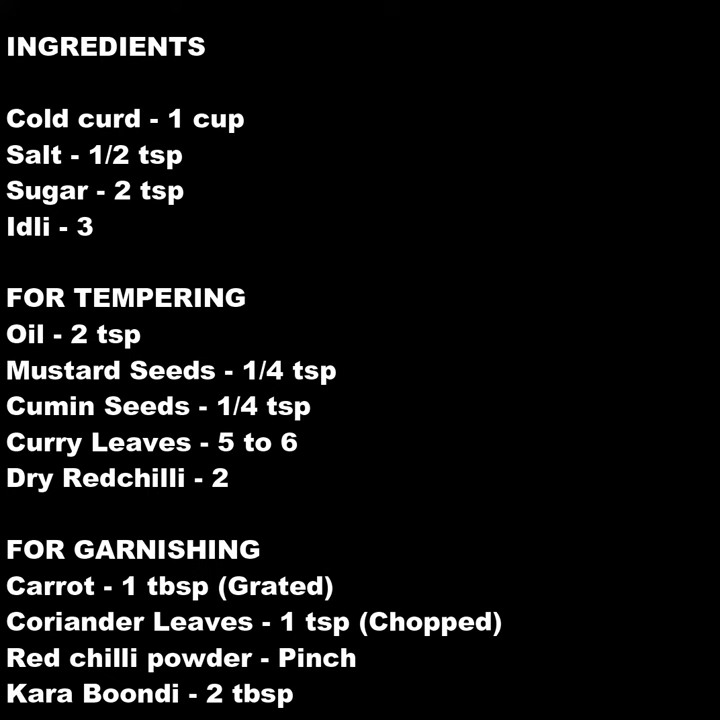 INGREDIENTS
Cold curd - 1 cup
Salt - 1/2 tsp
Sugar - 2 tsp
Idli - 3
FOR TEMPERING
Oil - 2 tsp
Mustard Seeds - 1/4 tsp
Cumin Seeds - 1/4 tsp
Curry Leaves - 5 to 6
Dry Redchilli - 2
FOR GARNISHING
Carrot - 1 tbsp (Grated)
Coriander Leaves - 1 tsp (Chopped)
Red chilli powder - Pinch
Kara Boondi - 2 tbsp